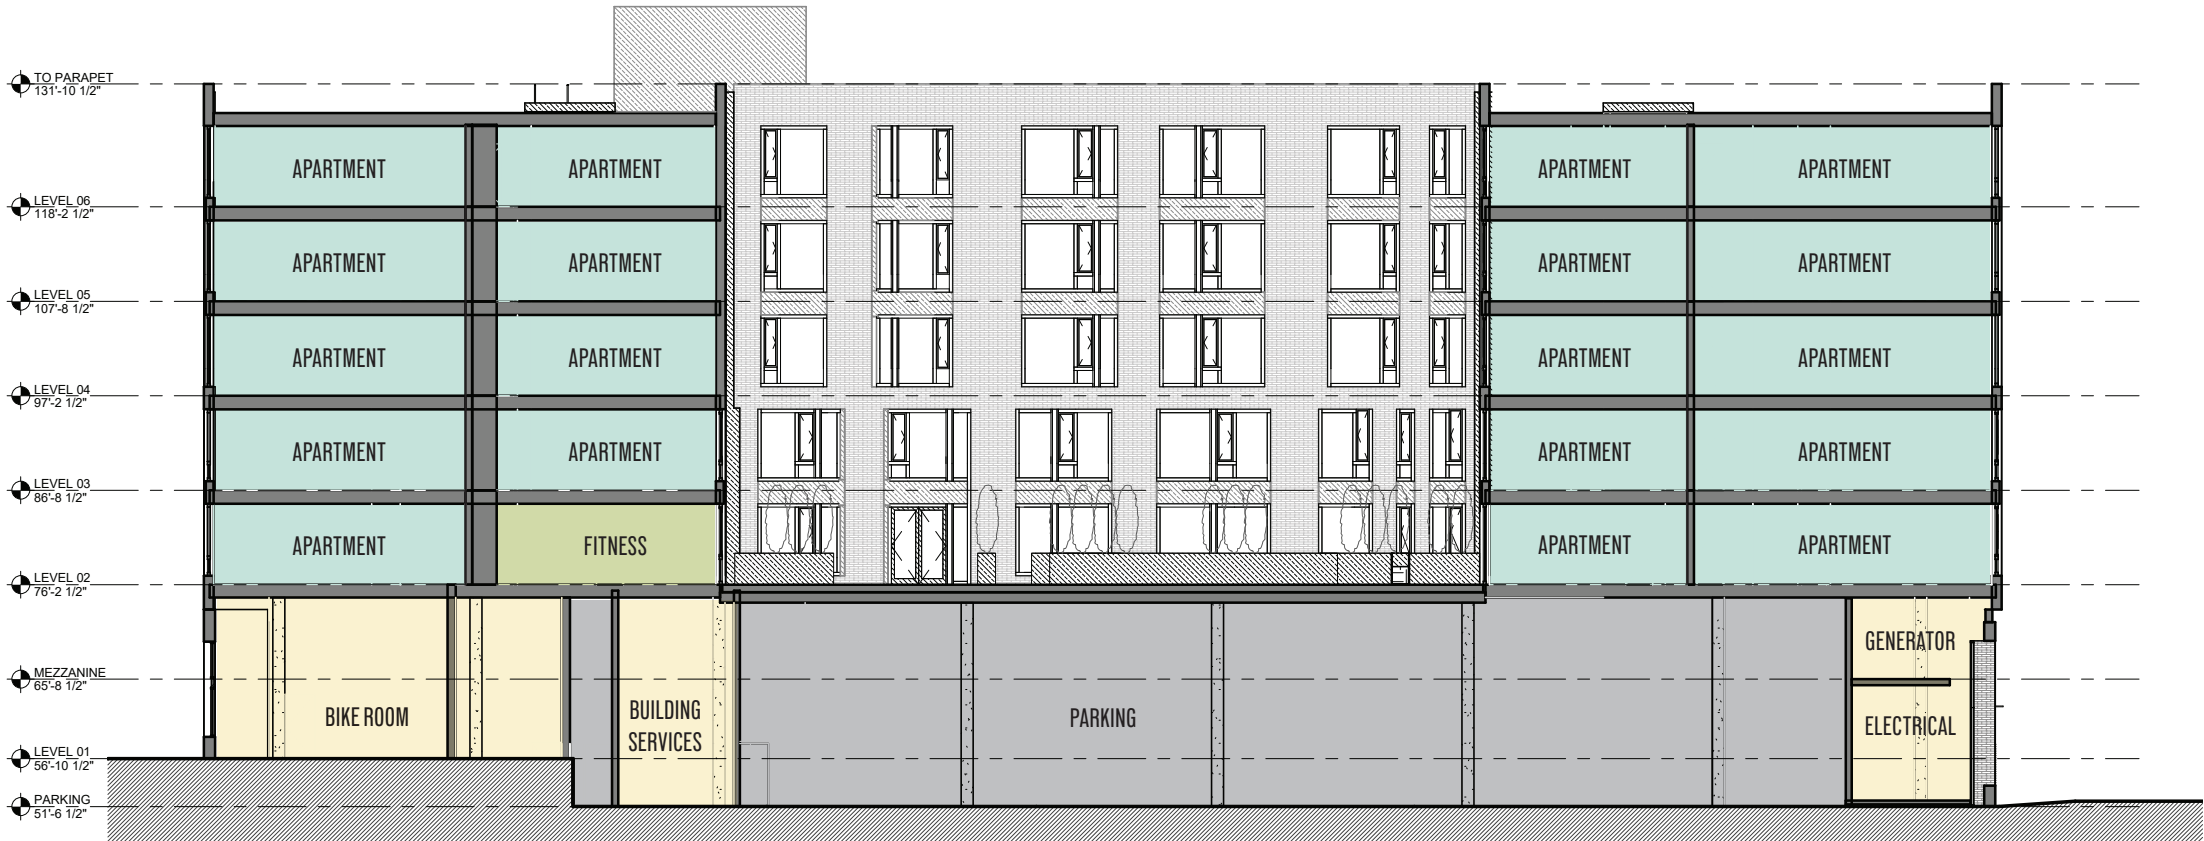 TO PARAPET
131'-10 1/2"
APARTMENT APARTMENT APARTMENT APARTMENT
LEVEL 06
118'-2 1/2"
APARTMENT APARTMENT APARTMENT APARTMENT
LEVEL 05
107'-8 1/2"
APARTMENT APARTMENT APARTMENT APARTMENT
LEVEL 04
97'-2 1/2"
APARTMENT APARTMENT APARTMENT APARTMENT
LEVEL 03
86'-8 1/2"
APARTMENT FITNESS APARTMENT APARTMENT
LEVEL 02
76'-2 1/2"
GENERATOR
MEZZANINE
65'-8 1/2"
BIKE ROOM
BUILDING
SERVICES
PARKING
ELECTRICAL
LEVEL 01
56'-10 1/2"
PARKING
51'-6 1/2"